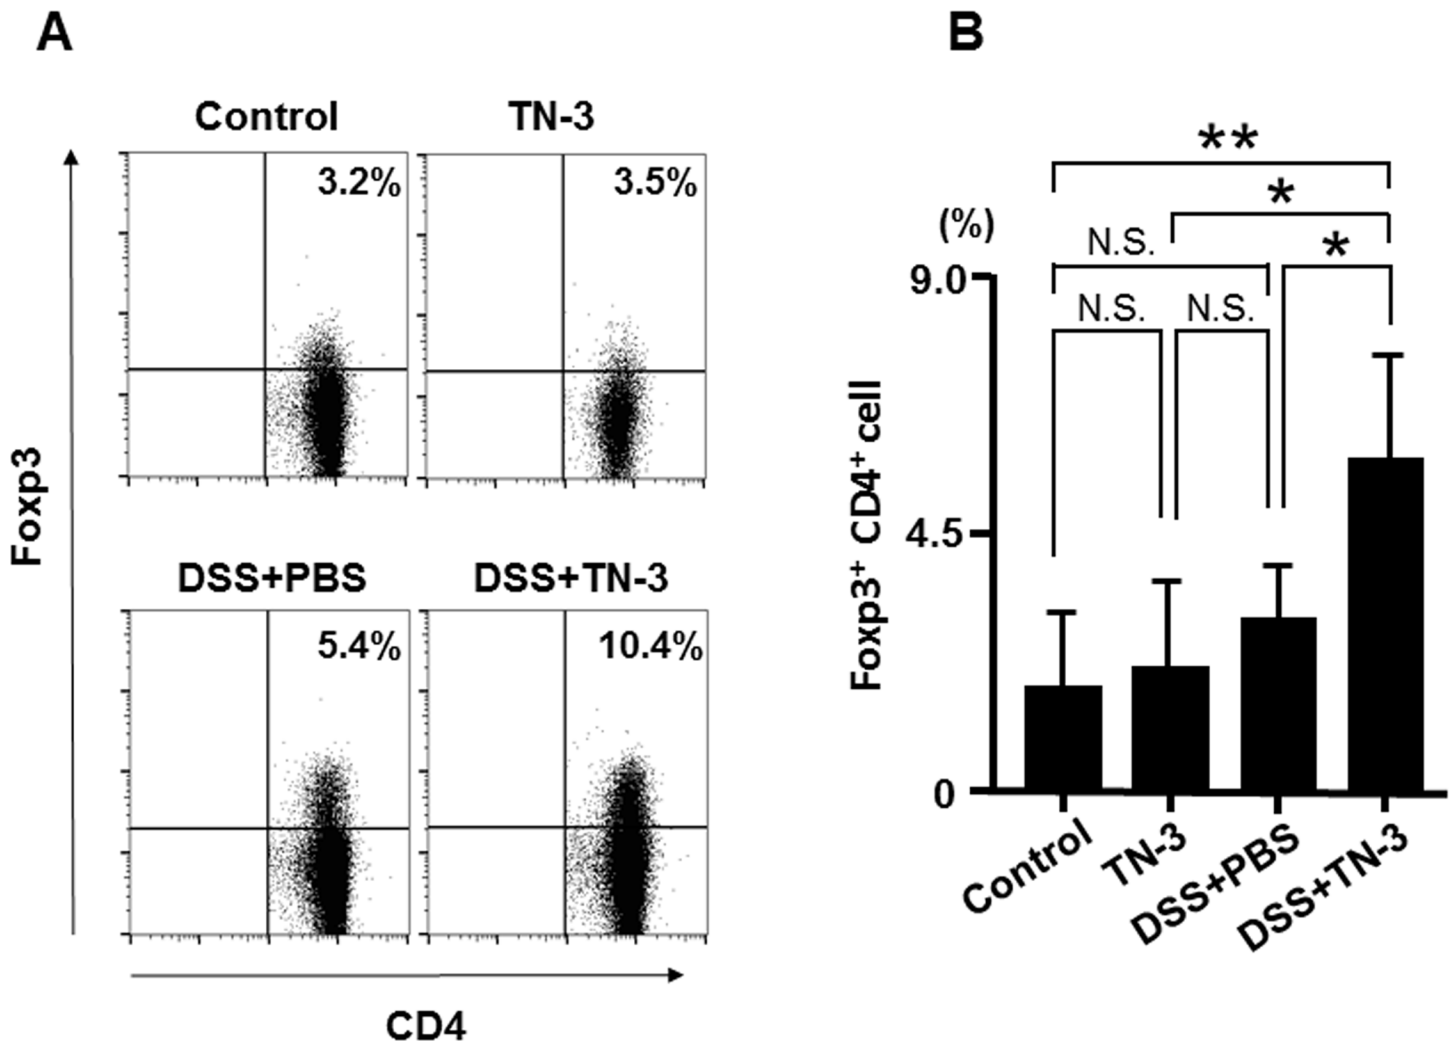 A
Control
TN-3
3.2%
3.5%
Foxp3
DSS+PBS
DSS+TN-3
5.4%
10.4%
CD4
B
**
*
(%)
N.S.
*
9.0
N.S.
N.S.
4.5
0
Foxp3⁺ CD4⁺ cell
Control
TN-3
DSS+PBS
DSS+TN-3